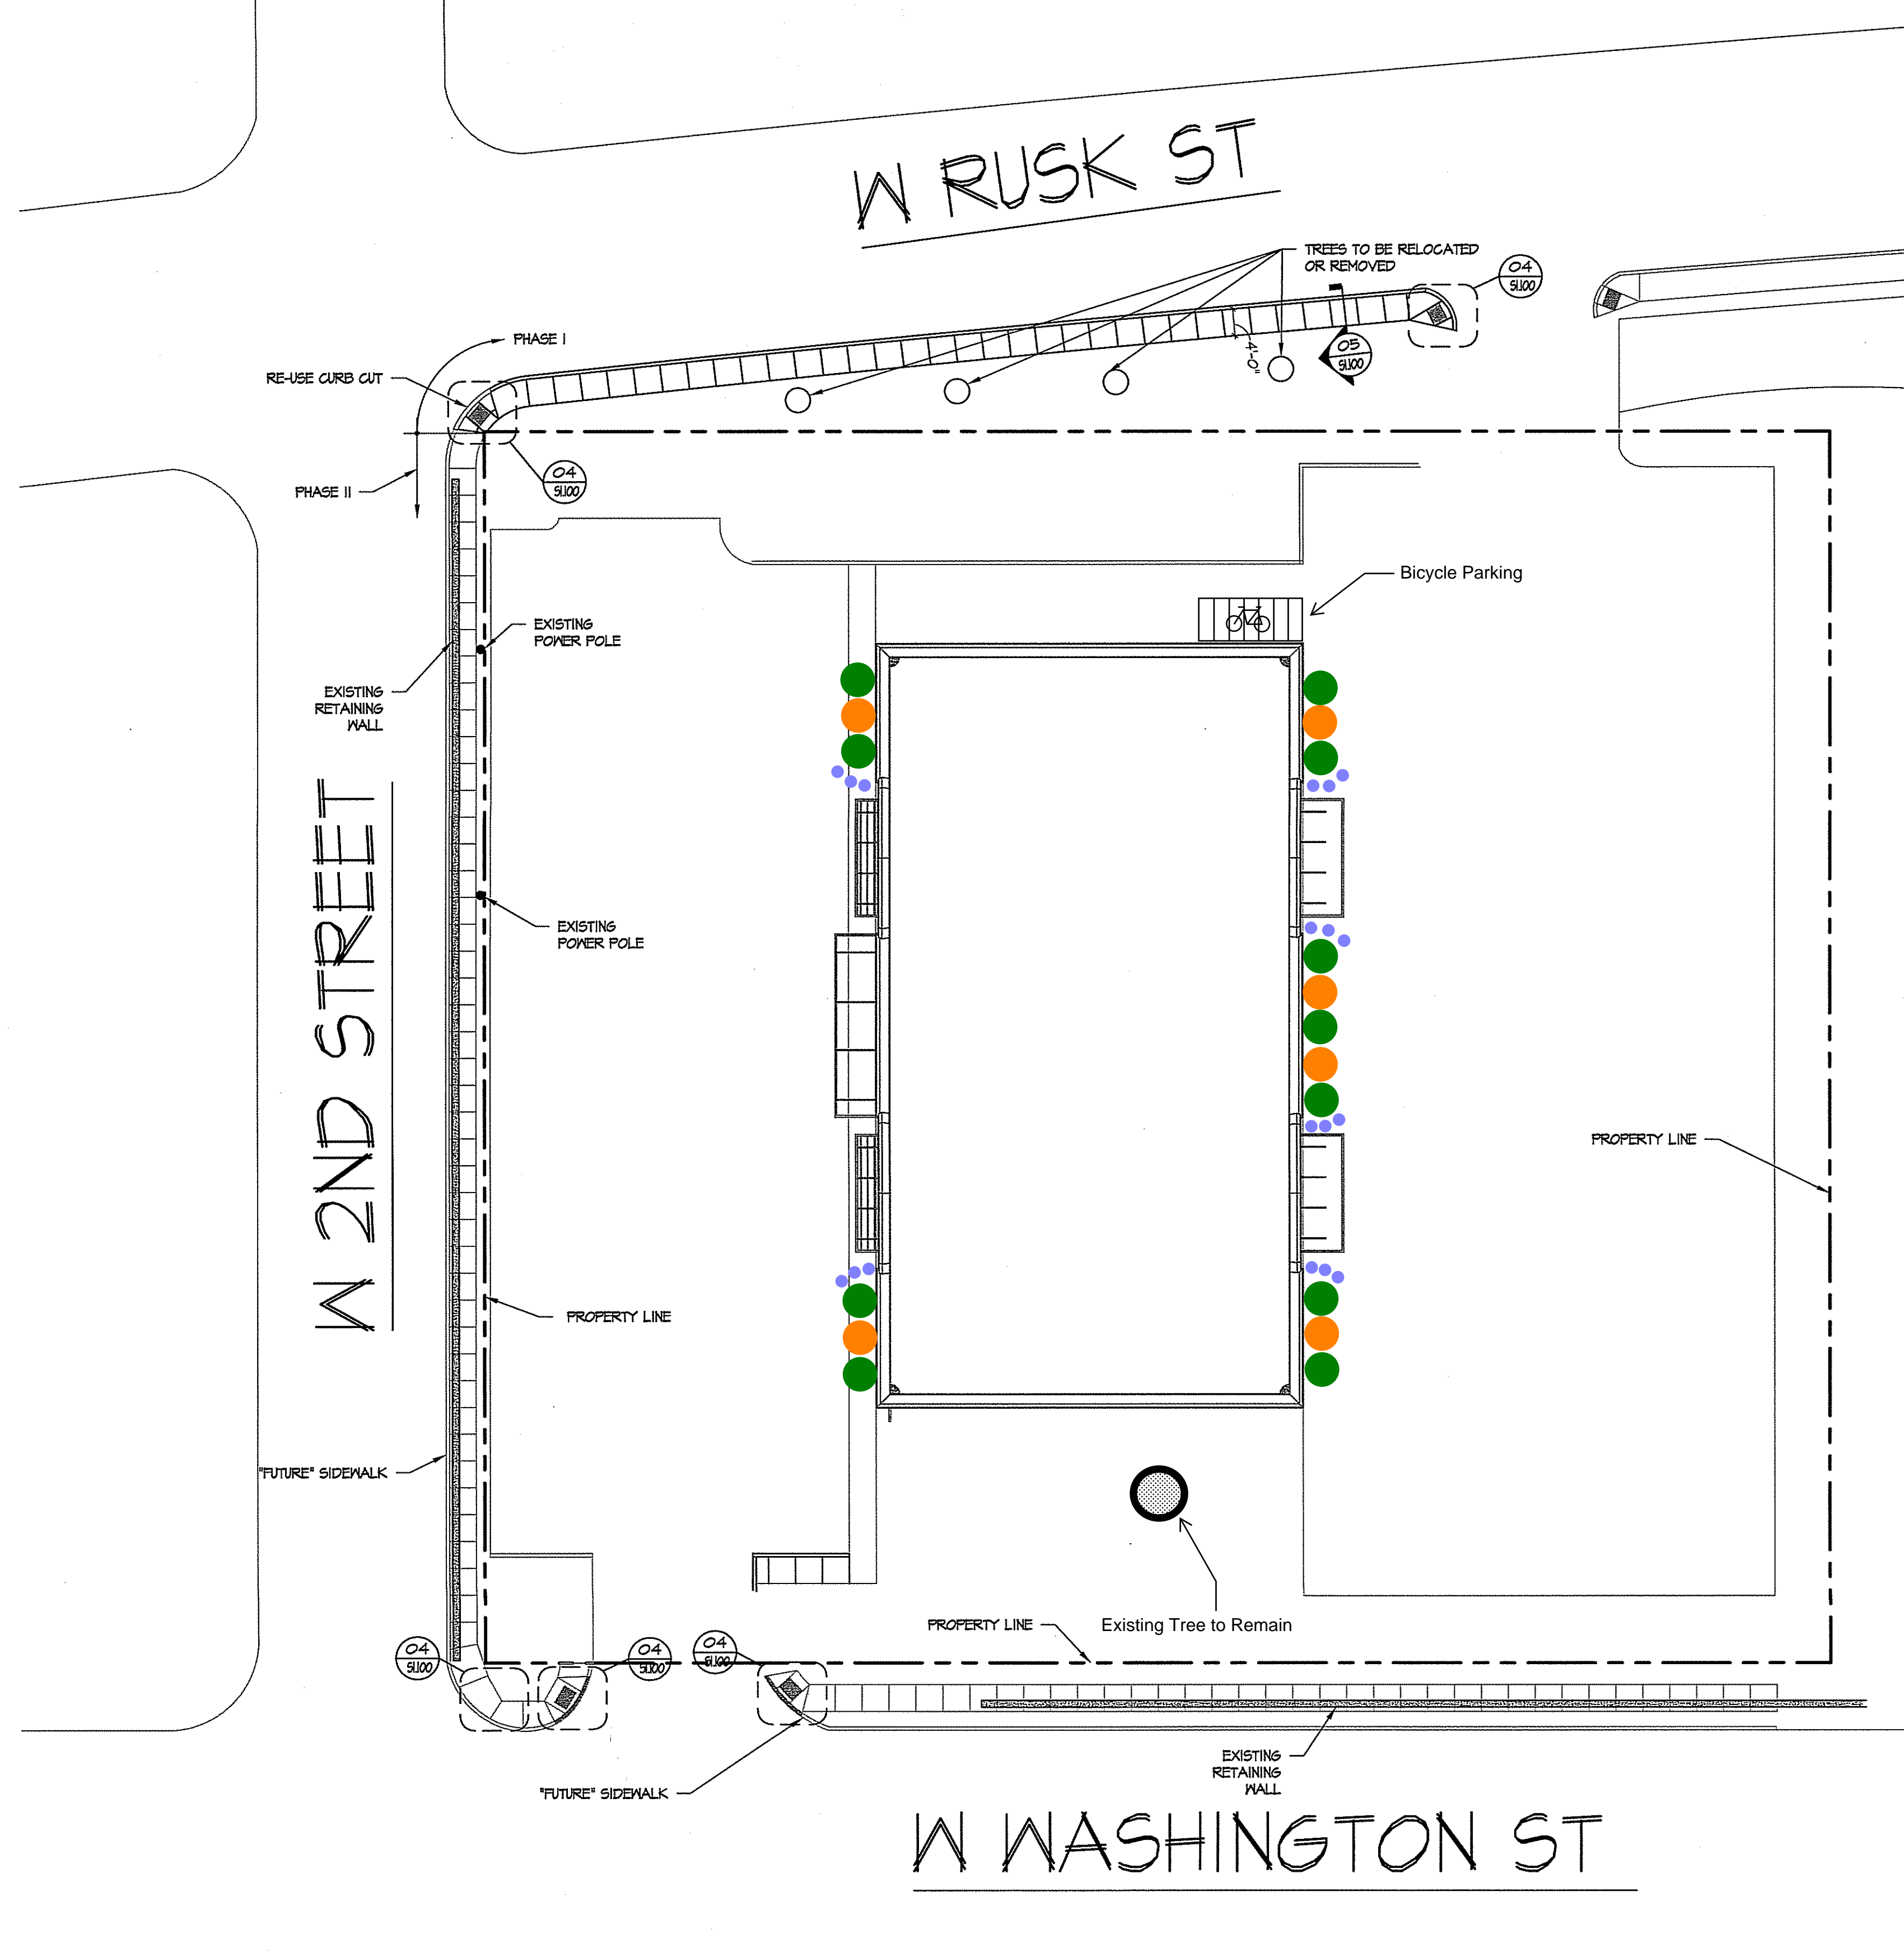 W RUSK ST
TREES TO BE RELOCATED
OR REMOVED
04
S1.100
PHASE I
4'-0"
05
S1.100
RE-USE CURB CUT
04
S1.100
PHASE II
Bicycle Parking
EXISTING
POWER POLE
EXISTING
RETAINING
WALL
W 2ND STREET
EXISTING
POWER POLE
PROPERTY LINE
PROPERTY LINE
"FUTURE" SIDEWALK
PROPERTY LINE
Existing Tree to Remain
04
S1.100
04
S1.100
04
S1.100
EXISTING
RETAINING
WALL
"FUTURE" SIDEWALK
W WASHINGTON ST